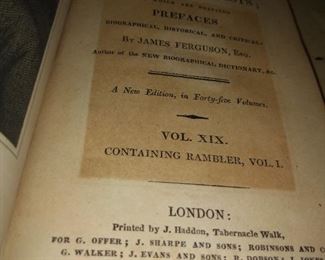 PREFACES
BIOGRAPHICAL, HISTORICAL, AND CRITICAL.
By JAMES FERGUSON, Esq.
Author of the NEW BIOGRAPHICAL DICTIONARY, &c.
A New Edition, in Forty-five Volumes.
VOL. XIX.
CONTAINING RAMBLER, VOL. I.
LONDON:
Printed by J. Haddon, Tabernacle Walk,
FOR G. OFFER; J. SHARPE AND SONS; ROBINSONS AND
G. WALKER; J. EVANS AND SONS; R. DOBSON; J. JONES